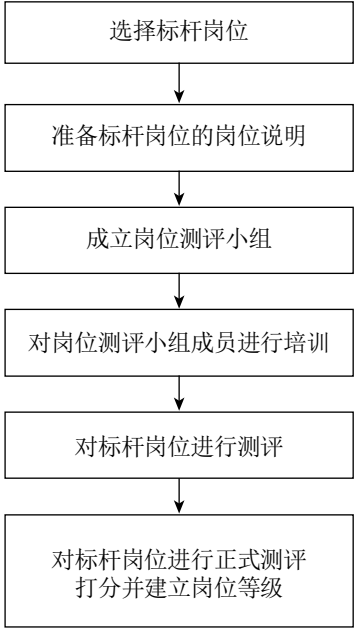 选择标杆岗位
准备标杆岗位的岗位说明
成立岗位测评小组
对岗位测评小组成员进行培训
对标杆岗位进行测评
对标杆岗位进行正式测评
打分并建立岗位等级